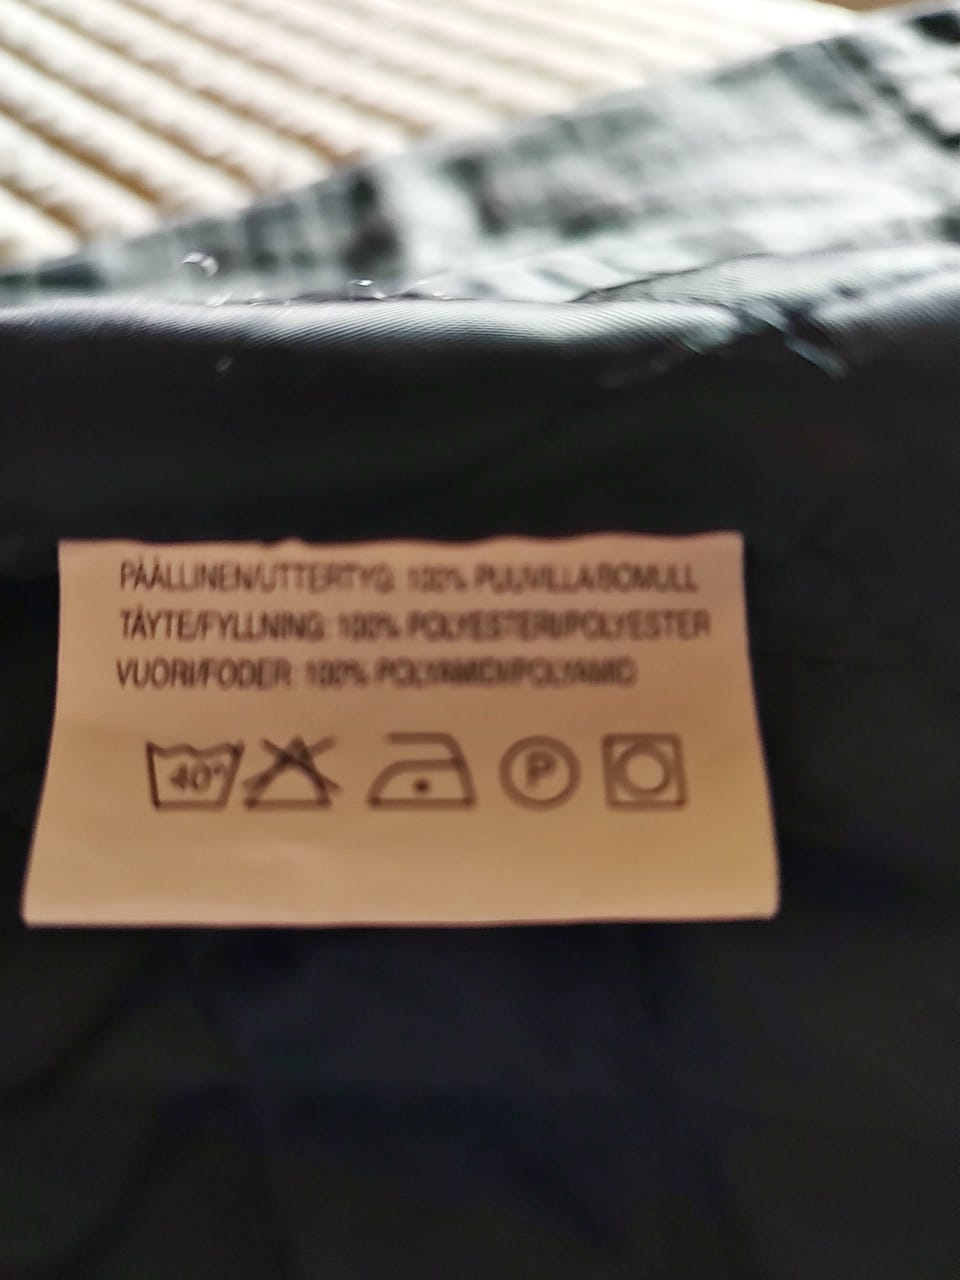 PÄÄLLINEN/UTTERTYG: 100% PUUVILLA/BOMULL
TÄYTE/FYLLNING: 100% POLYESTERI/POLYESTER
VUORI/FODER: 100% POLYAMIDI/POLYAMID
40° P